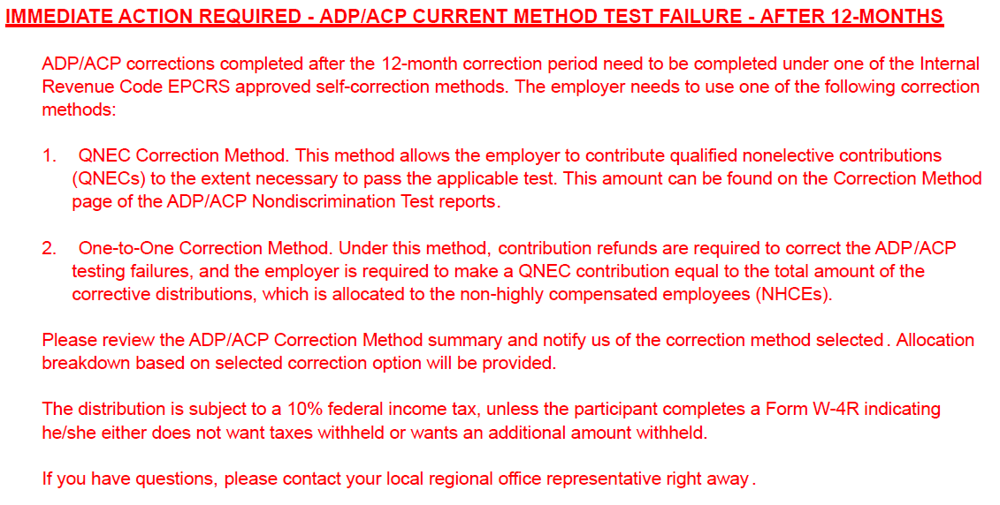 IMMEDIATE ACTION REQUIRED - ADP/ACP CURRENT METHOD TEST FAILURE - AFTER 12-MONTHS
ADP/ACP corrections completed after the 12-month correction period need to be completed under one of the Internal
Revenue Code EPCRS approved self-correction methods. The employer needs to use one of the following correction
methods:
1. QNEC Correction Method. This method allows the employer to contribute qualified nonelective contributions
(QNECs) to the extent necessary to pass the applicable test. This amount can be found on the Correction Method
page of the ADP/ACP Nondiscrimination Test reports.
2. One-to-One Correction Method. Under this method, contribution refunds are required to correct the ADP/ACP
testing failures, and the employer is required to make a QNEC contribution equal to the total amount of the
corrective distributions, which is allocated to the non-highly compensated employees (NHCEs).
Please review the ADP/ACP Correction Method summary and notify us of the correction method selected. Allocation
breakdown based on selected correction option will be provided.
The distribution is subject to a 10% federal income tax, unless the participant completes a Form W-4R indicating
he/she either does not want taxes withheld or wants an additional amount withheld.
If you have questions, please contact your local regional office representative right away.